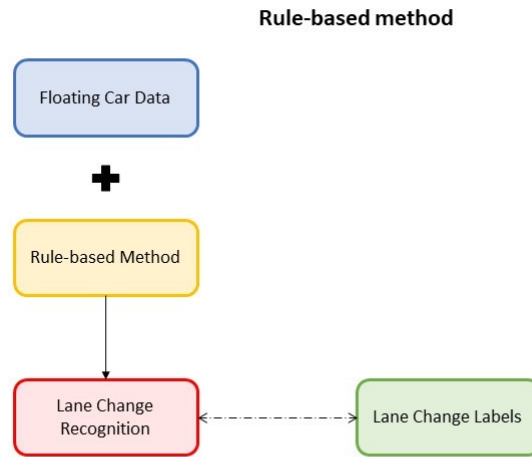 Rule-based method
Floating Car Data
Rule-based Method
Lane Change
Recognition
Lane Change Labels